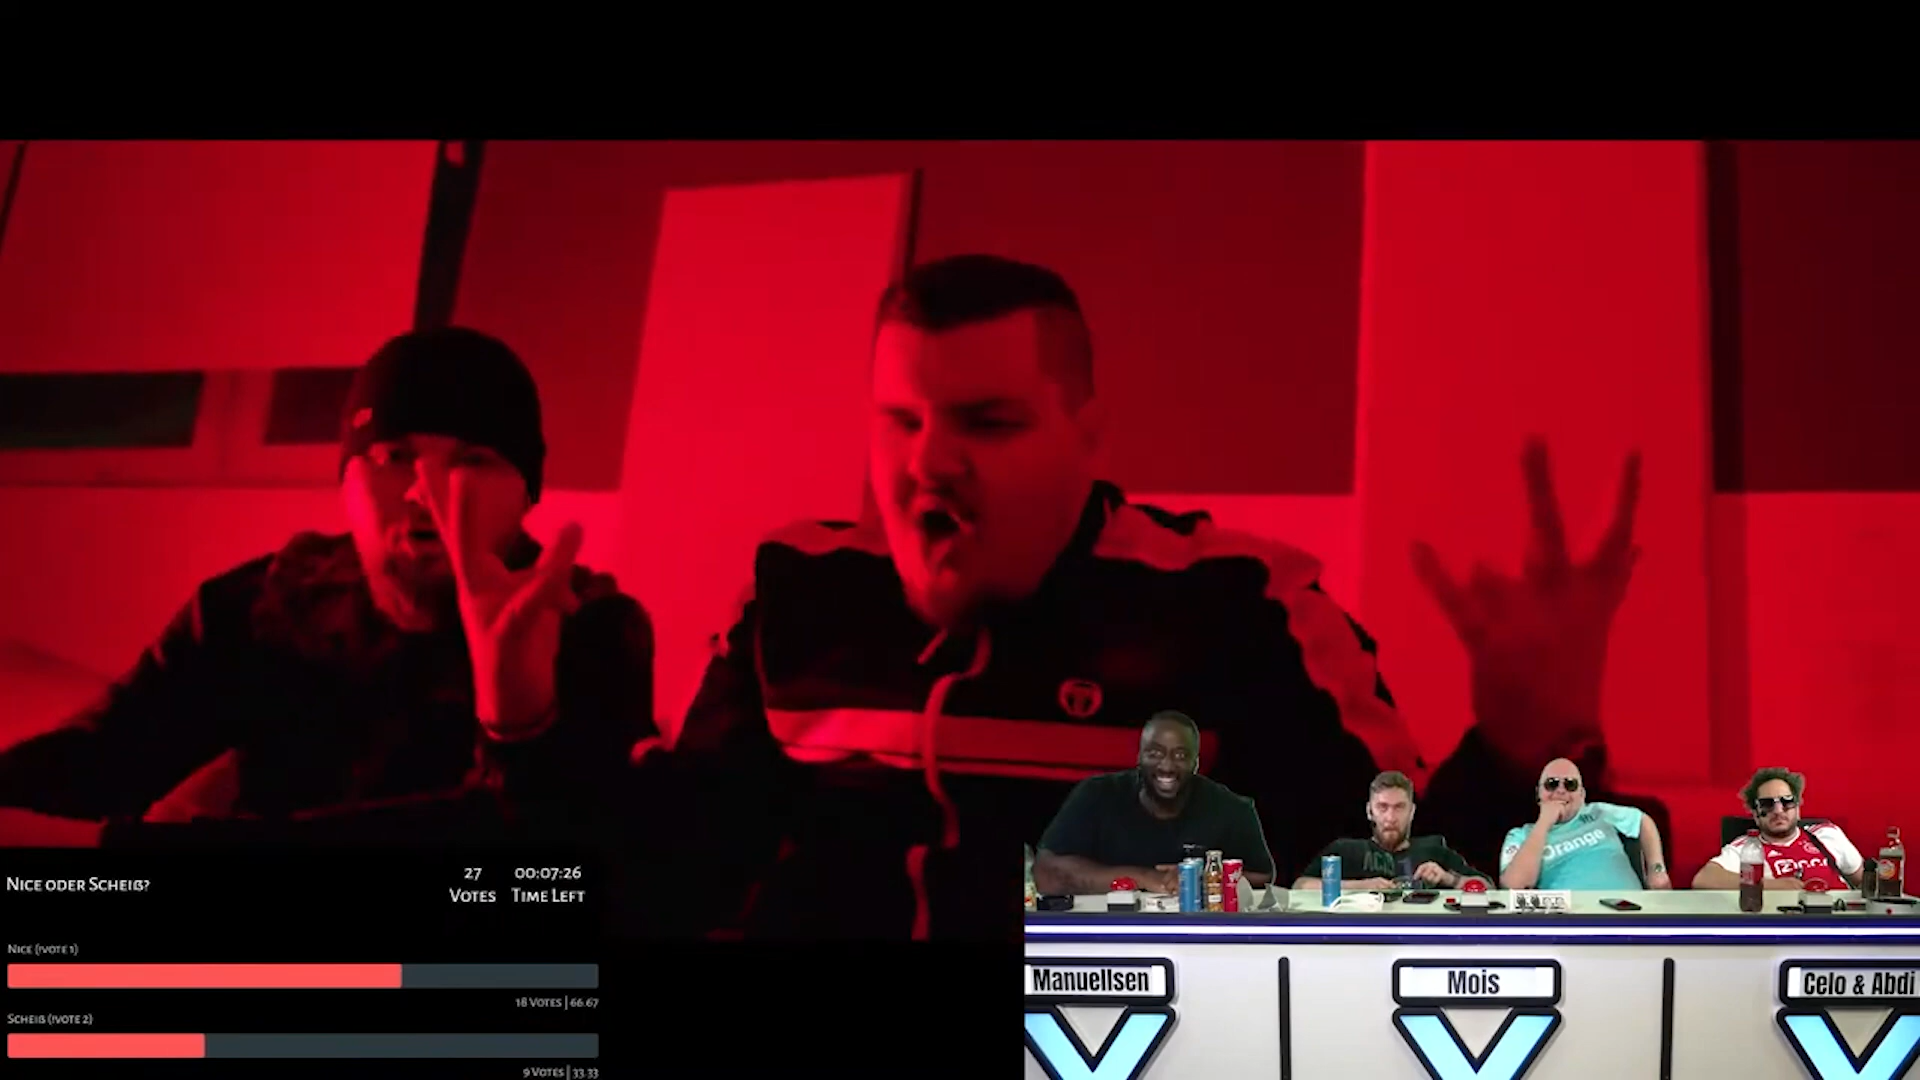 Nice oder Scheiß?
27
Votes
00:07:26
Time Left
Nice (!vote 1)
18 Votes | 66.67
Scheiß (!vote 2)
9 Votes | 33.33
Orange
Manuellsen
Mois
Celo & Abdi